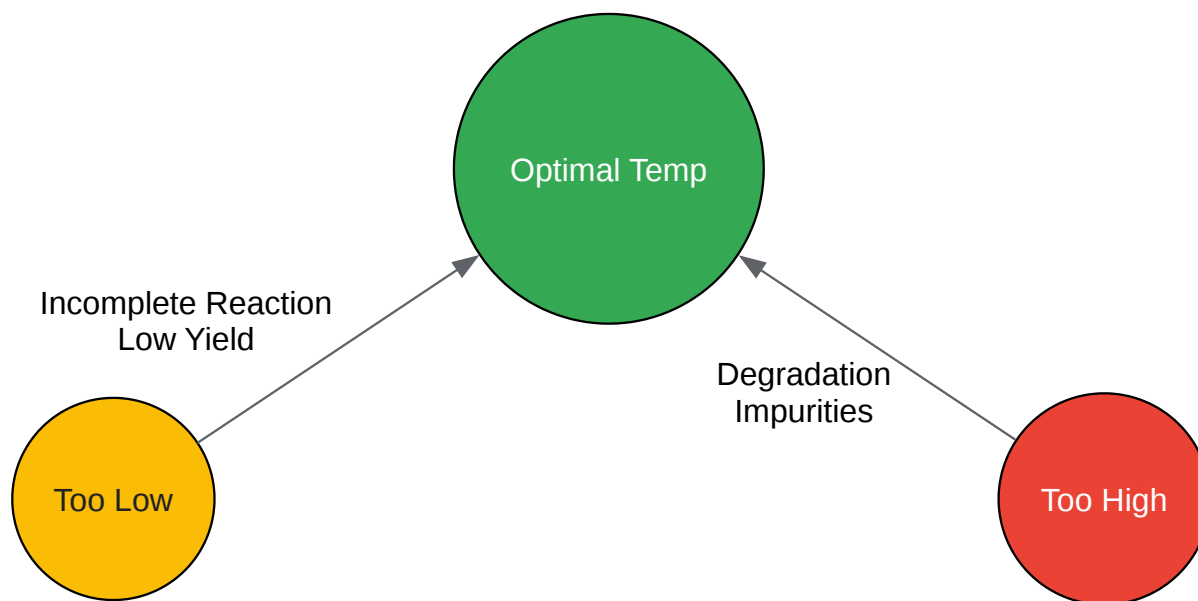 Optimal Temp
Incomplete Reaction
Low Yield
Degradation
Impurities
Too Low
Too High